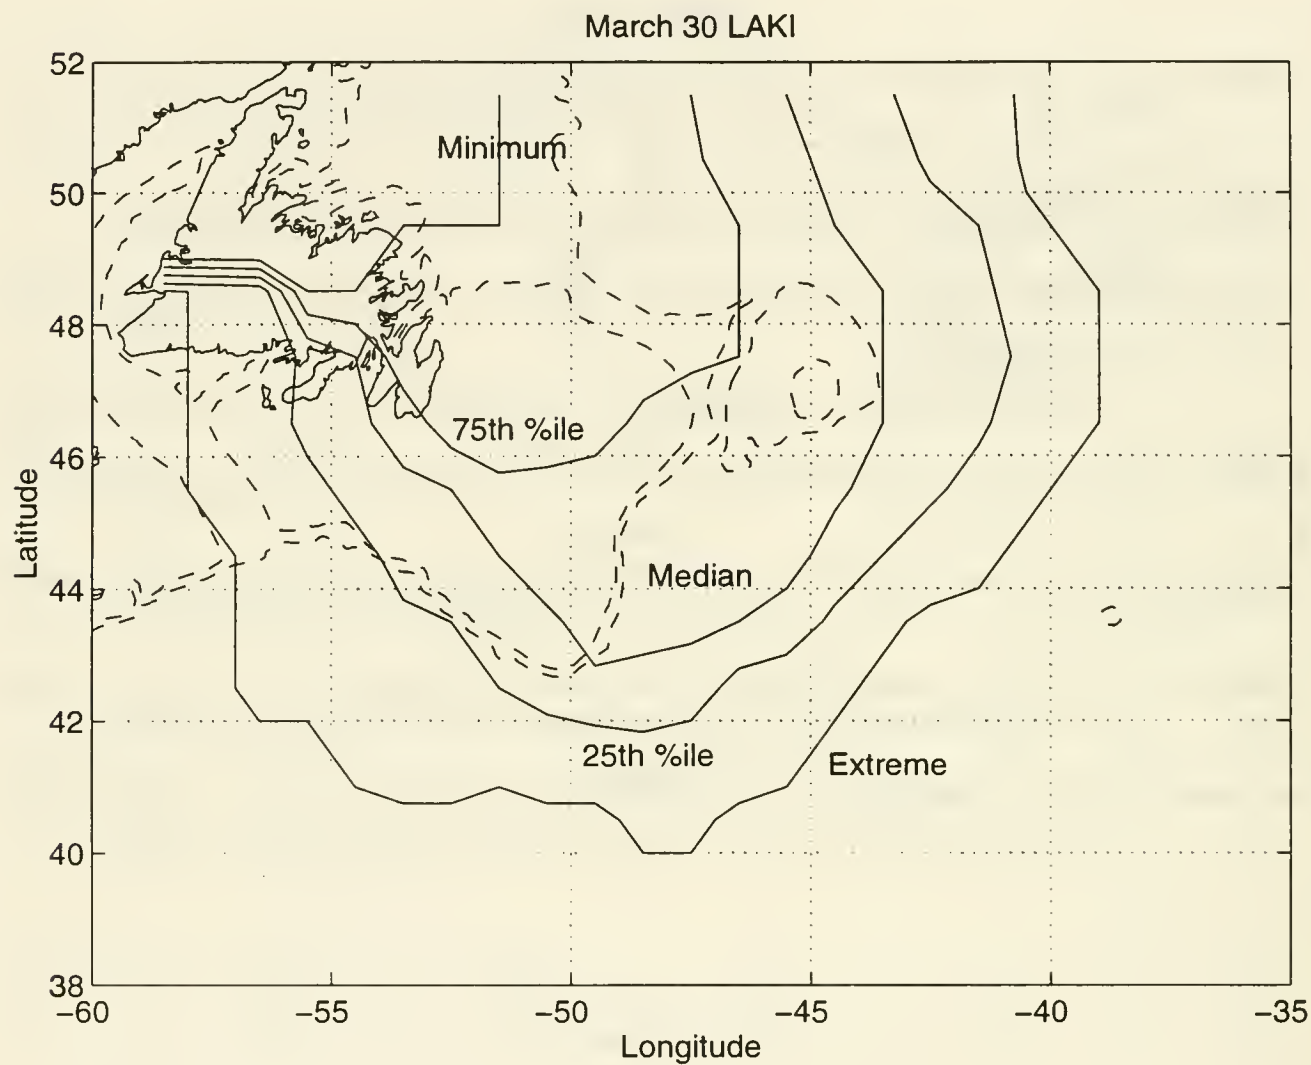 March 30 LAKI
52
Minimum
50
48
75th %ile
46
Latitude
Median
44
42
25th %ile
Extreme
40
38
−60 −55 −50 −45 −40 −35
Longitude